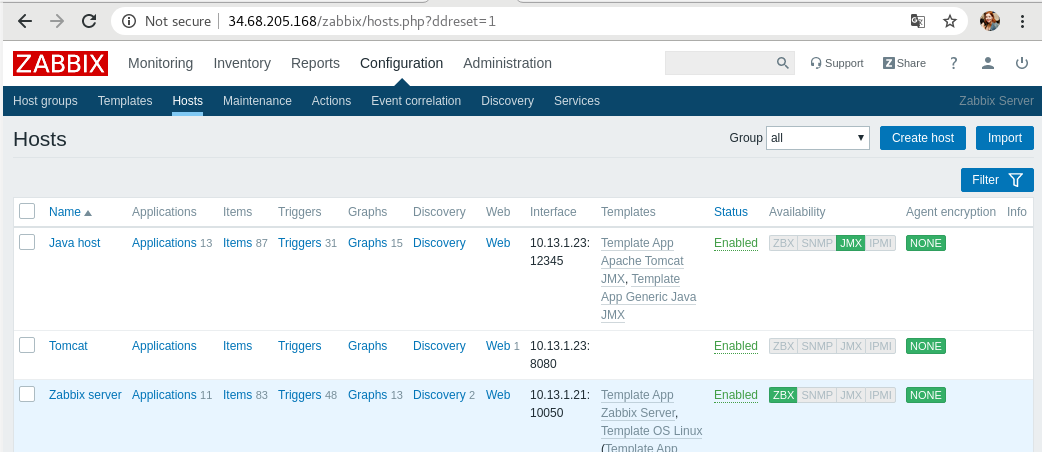 Not secure 34.68.205.168/zabbix/hosts.php?ddreset=1
ZABBIX Monitoring Inventory Reports Configuration Administration Support Z Share ?
Host groups Templates Hosts Maintenance Actions Event correlation Discovery Services Zabbix Server
Hosts Group all Create host Import
Filter
Name Applications Items Triggers Graphs Discovery Web Interface Templates Status Availability Agent encryption Info
Java host Applications 13 Items 87 Triggers 31 Graphs 15 Discovery Web 10.13.1.23: Template App Enabled ZBX SNMP JMX IPMI NONE
12345 Apache Tomcat
JMX, Template
App Generic Java
JMX
Tomcat Applications Items Triggers Graphs Discovery Web 1 10.13.1.23: Enabled ZBX SNMP JMX IPMI NONE
8080
Zabbix server Applications 11 Items 83 Triggers 48 Graphs 13 Discovery 2 Web 10.13.1.21: Template App Enabled ZBX SNMP JMX IPMI NONE
10050 Zabbix Server,
Template OS Linux
(Template App